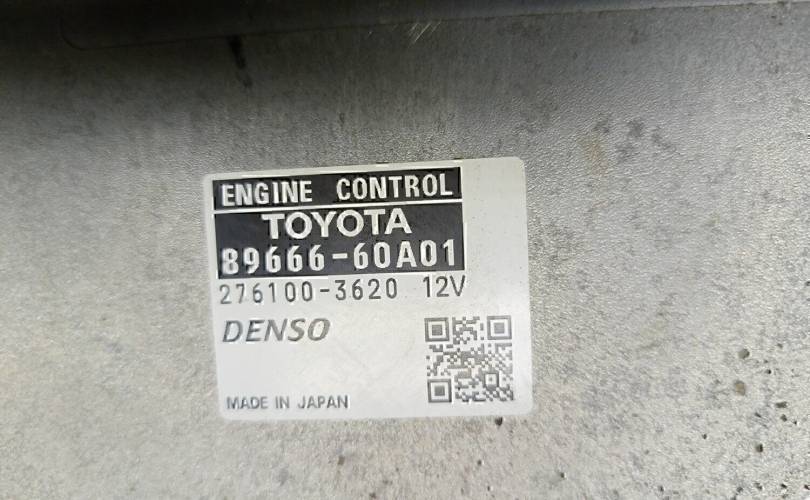 ENGINE CONTROL
TOYOTA
89666-60A01
276100-3620 12V
DENSO
MADE IN JAPAN